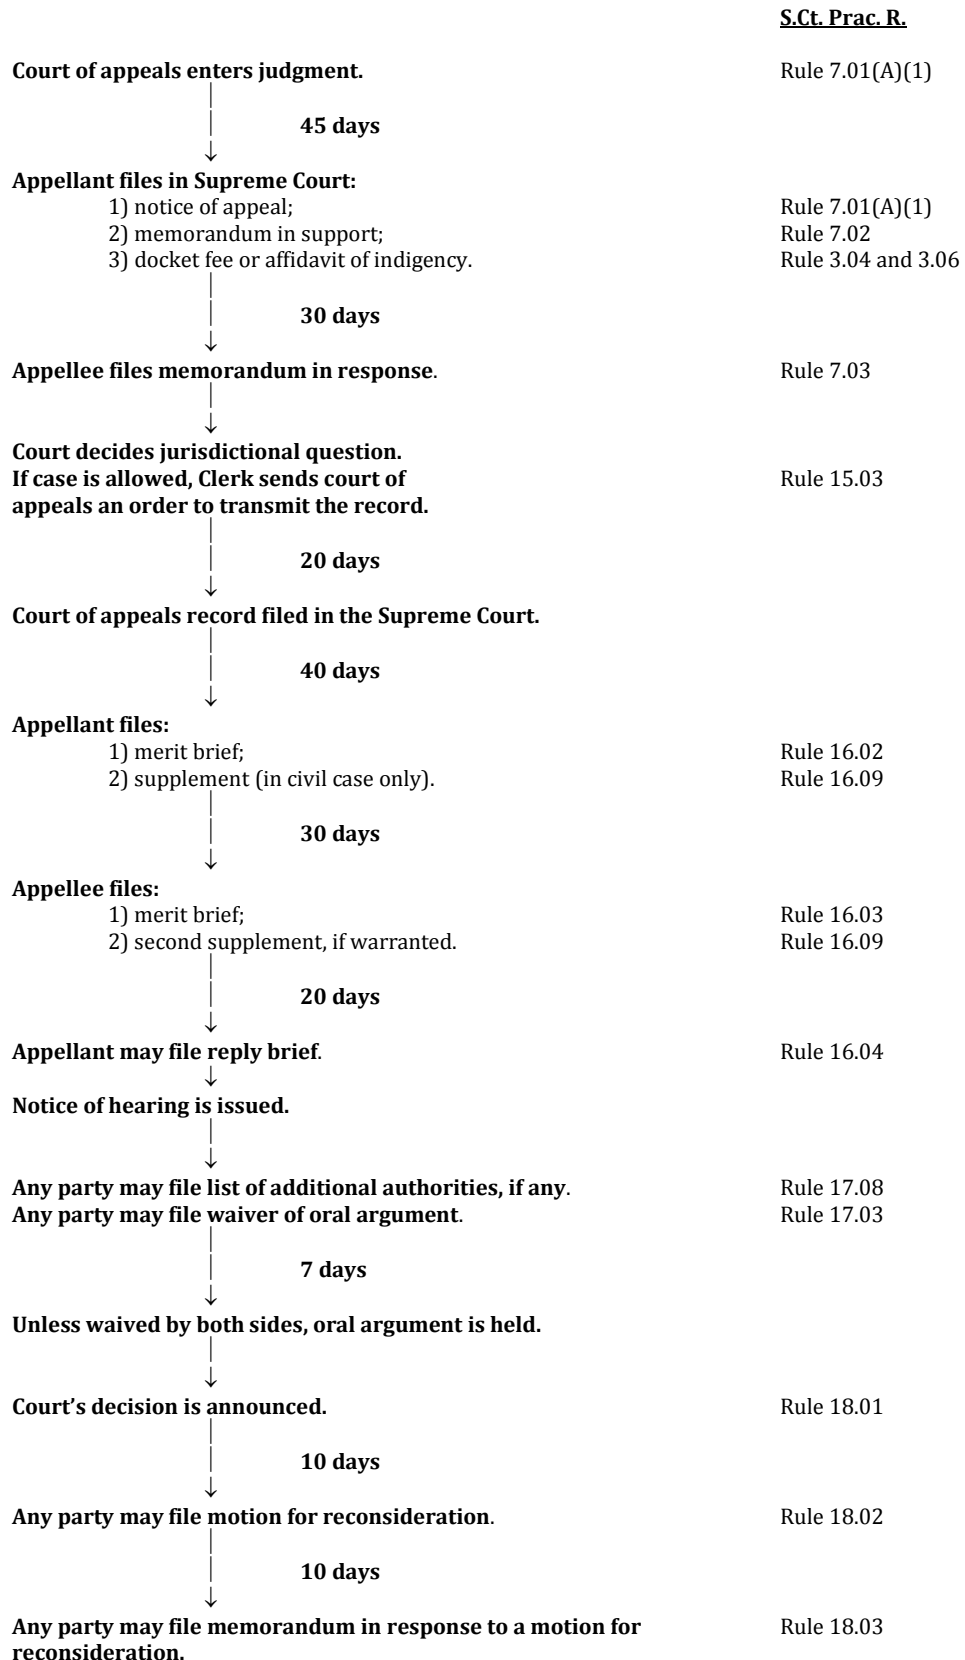 S.Ct. Prac. R.
Court of appeals enters judgment. Rule 7.01(A)(1)
45 days
Appellant files in Supreme Court:
1) notice of appeal; Rule 7.01(A)(1)
2) memorandum in support; Rule 7.02
3) docket fee or affidavit of indigency. Rule 3.04 and 3.06
30 days
Appellee files memorandum in response. Rule 7.03
Court decides jurisdictional question.
If case is allowed, Clerk sends court of Rule 15.03
appeals an order to transmit the record.
20 days
Court of appeals record filed in the Supreme Court.
40 days
Appellant files:
1) merit brief; Rule 16.02
2) supplement (in civil case only). Rule 16.09
30 days
Appellee files:
1) merit brief; Rule 16.03
2) second supplement, if warranted. Rule 16.09
20 days
Appellant may file reply brief. Rule 16.04
Notice of hearing is issued.
Any party may file list of additional authorities, if any. Rule 17.08
Any party may file waiver of oral argument. Rule 17.03
7 days
Unless waived by both sides, oral argument is held.
Court's decision is announced. Rule 18.01
10 days
Any party may file motion for reconsideration. Rule 18.02
10 days
Any party may file memorandum in response to a motion for Rule 18.03
reconsideration.